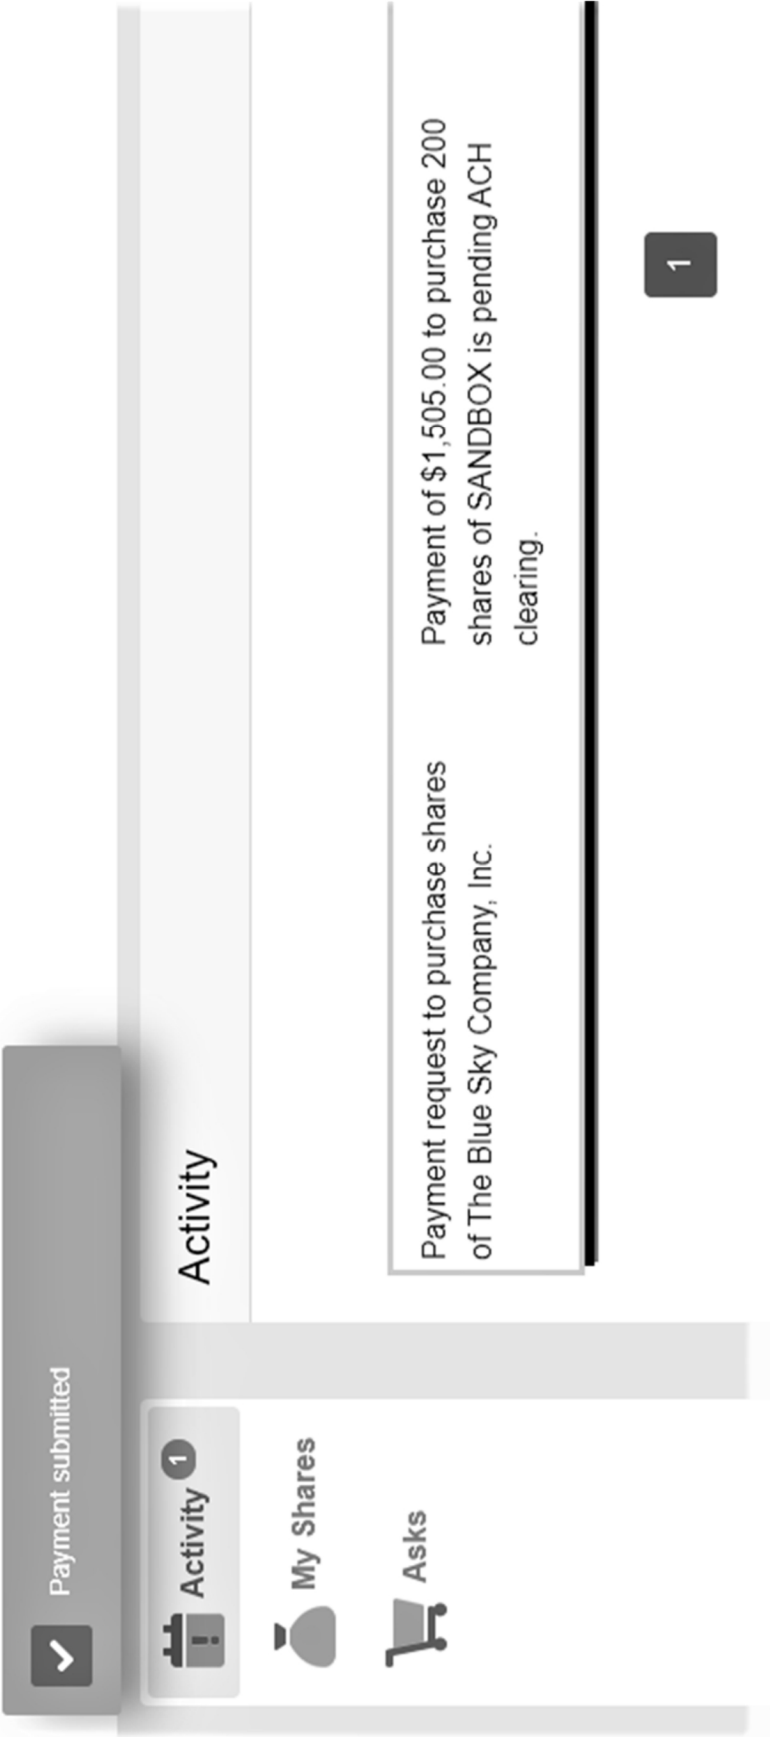 Payment submitted
Activity 1
My Shares
Asks
Activity
Payment request to purchase shares
of The Blue Sky Company, Inc.
Payment of $1,505.00 to purchase 200
shares of SANDBOX is pending ACH
clearing.
1